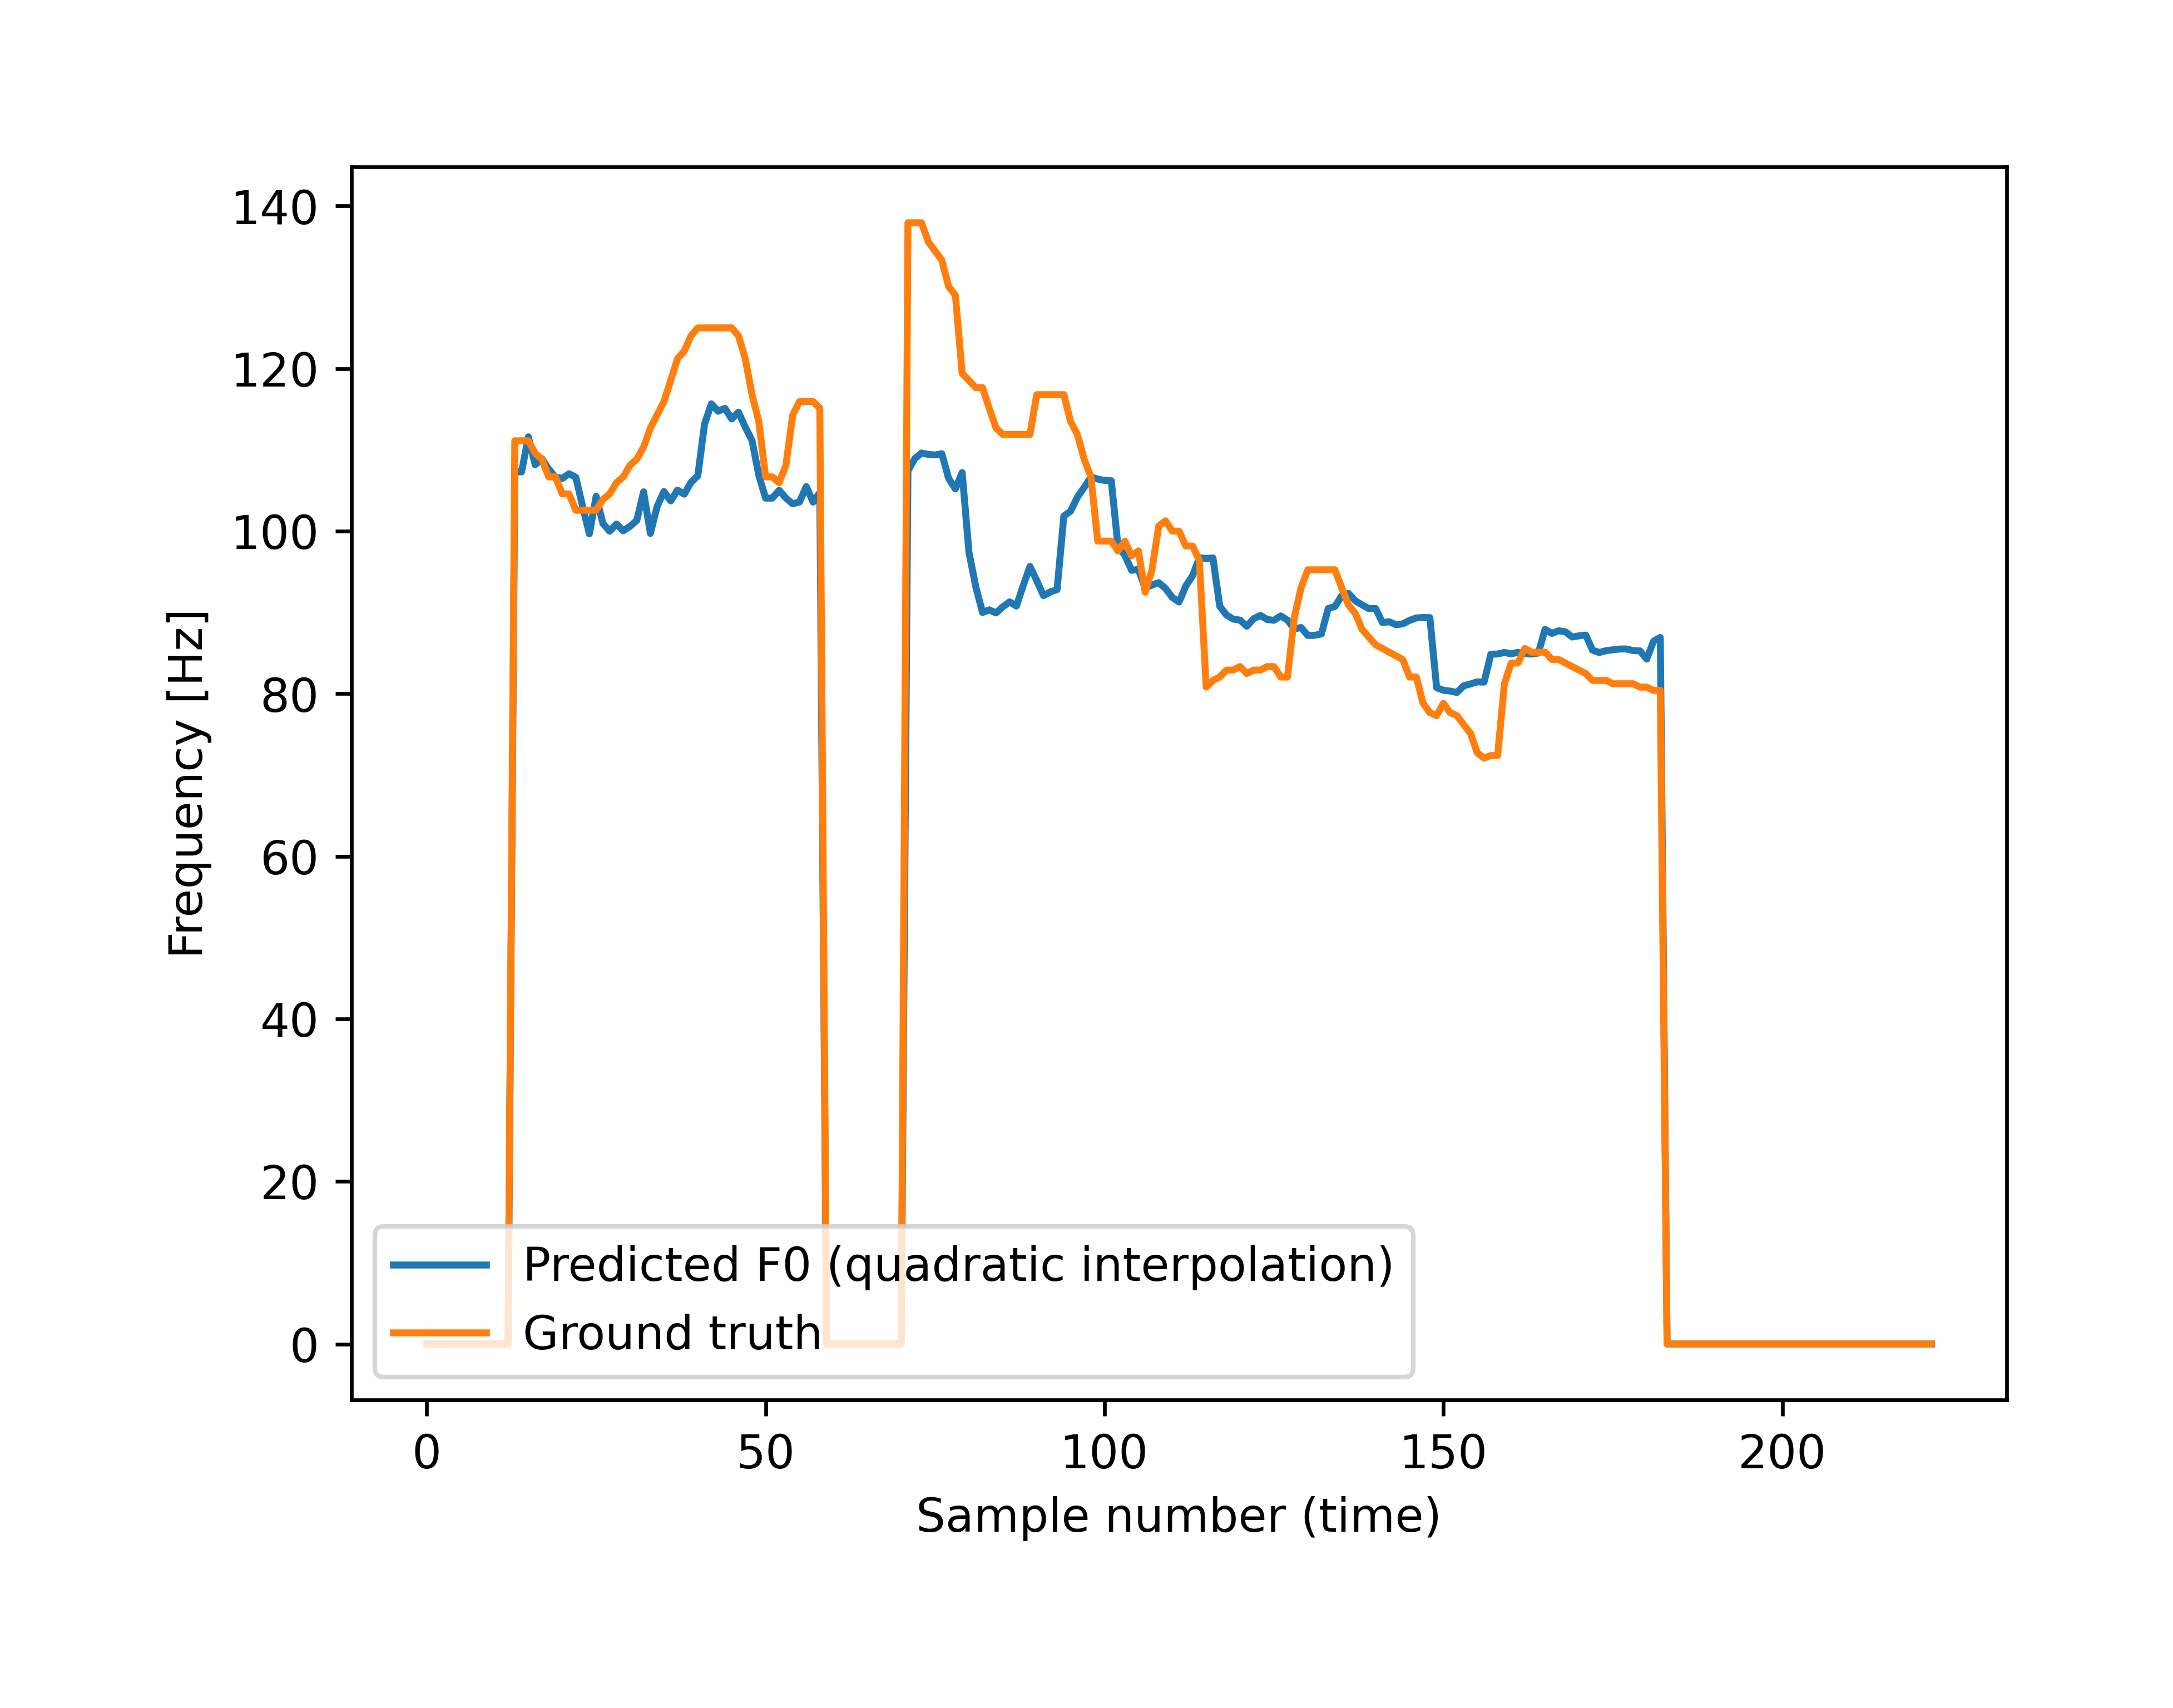 140
120
100
80
60
40
20
0
Frequency [Hz]
Predicted F0 (quadratic interpolation)
Ground truth
0 50 100 150 200
Sample number (time)